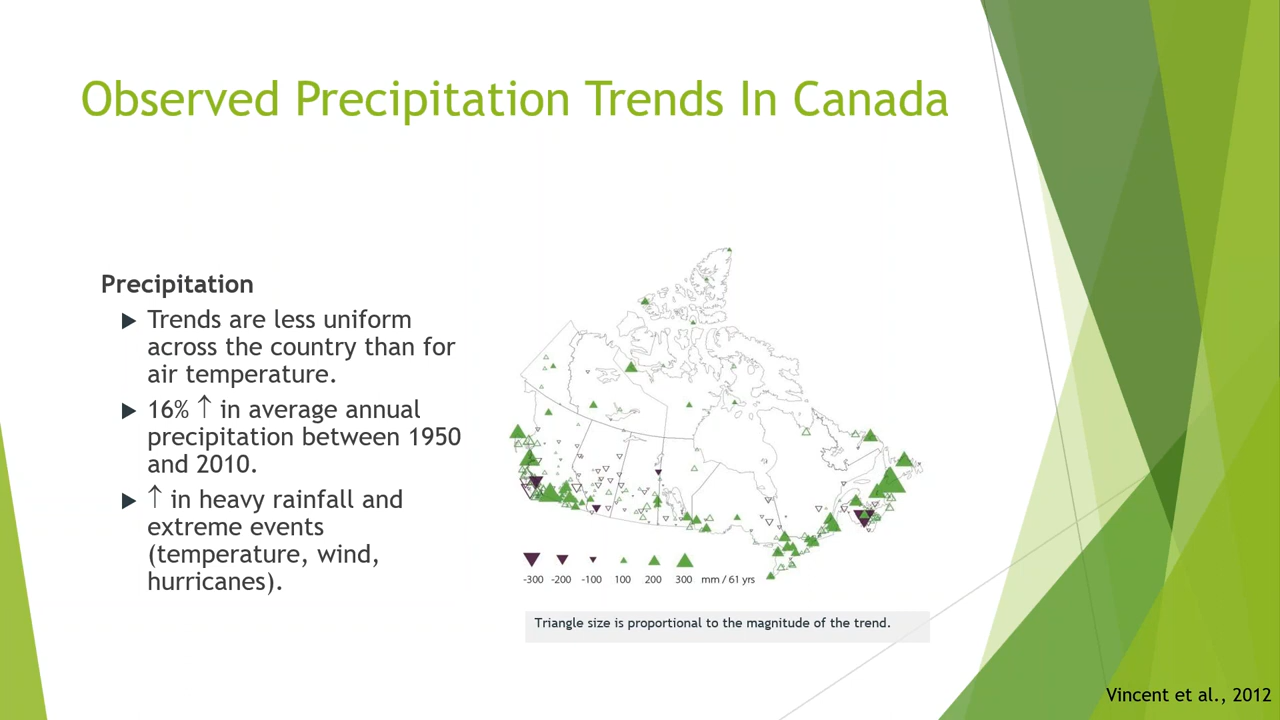 Observed Precipitation Trends In Canada
Precipitation
Trends are less uniform
across the country than for
air temperature.
16% ↑ in average annual
precipitation between 1950
and 2010.
↑ in heavy rainfall and
extreme events
(temperature, wind,
hurricanes).
-300 -200 -100 100 200 300 mm / 61 yrs
Triangle size is proportional to the magnitude of the trend.
Vincent et al., 2012